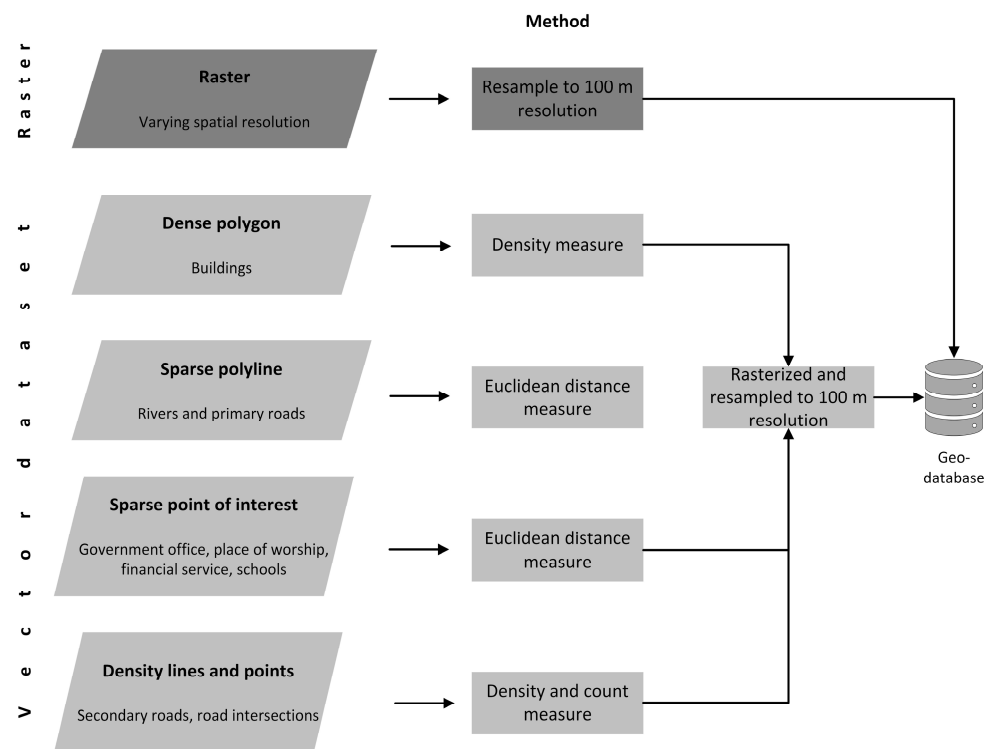 Method
Raster
Raster
Varying spatial resolution
Resample to 100 m
resolution
Vector dataset
Dense polygon
Buildings
Density measure
Sparse polyline
Rivers and primary roads
Euclidean distance
measure
Rasterized and
resampled to 100 m
resolution
Geo-
database
Sparse point of interest
Government office, place of worship,
financial service, schools
Euclidean distance
measure
Density lines and points
Secondary roads, road intersections
Density and count
measure